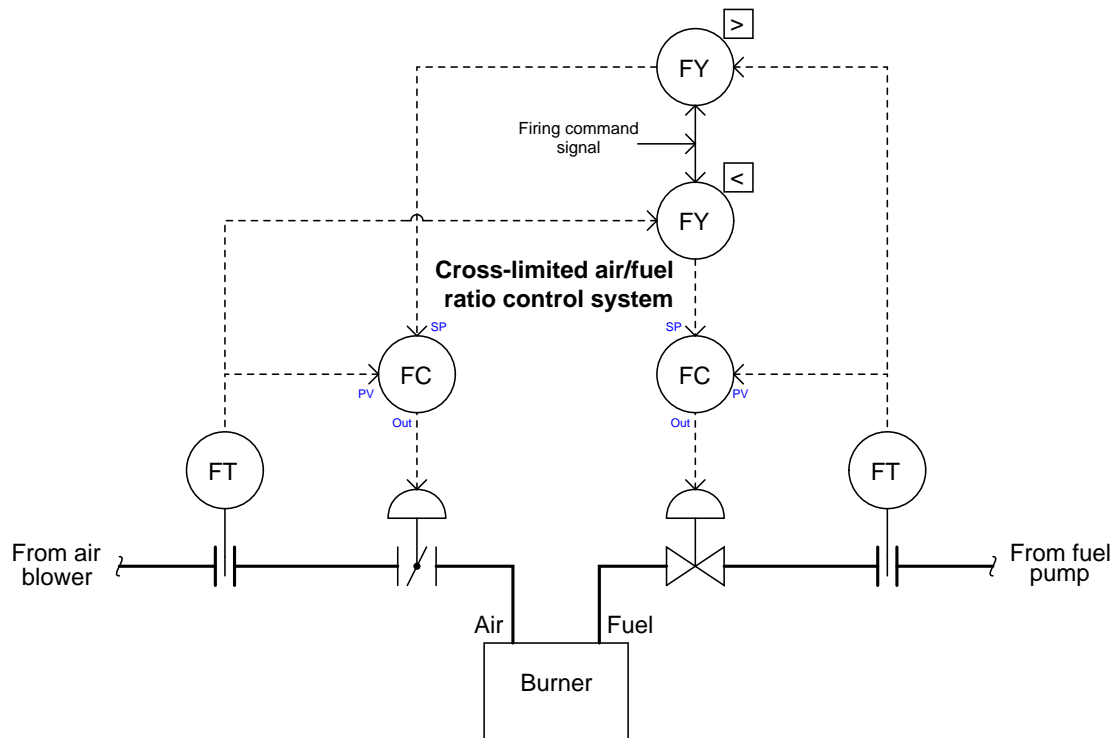 >
FY
Firing command
signal
<
FY
Cross-limited air/fuel
ratio control system
SP
SP
FC
FC
PV
PV
Out
Out
FT
FT
From air
blower
From fuel
pump
Air
Fuel
Burner